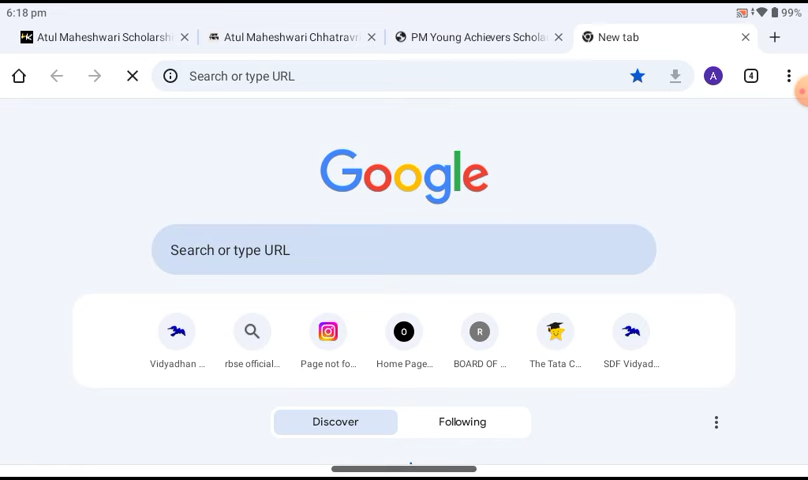 6:18 pm
99%
Atul Maheshwari Scholarsh
Atul Maheshwari Chhatravri
PM Young Achievers Schola
New tab
Search or type URL
A
4
Google
Search or type URL
Vidyadhan ...
rbse official...
Page not fo...
O
Home Page...
R
BOARD OF ...
The Tata C...
SDF Vidyad...
Discover
Following